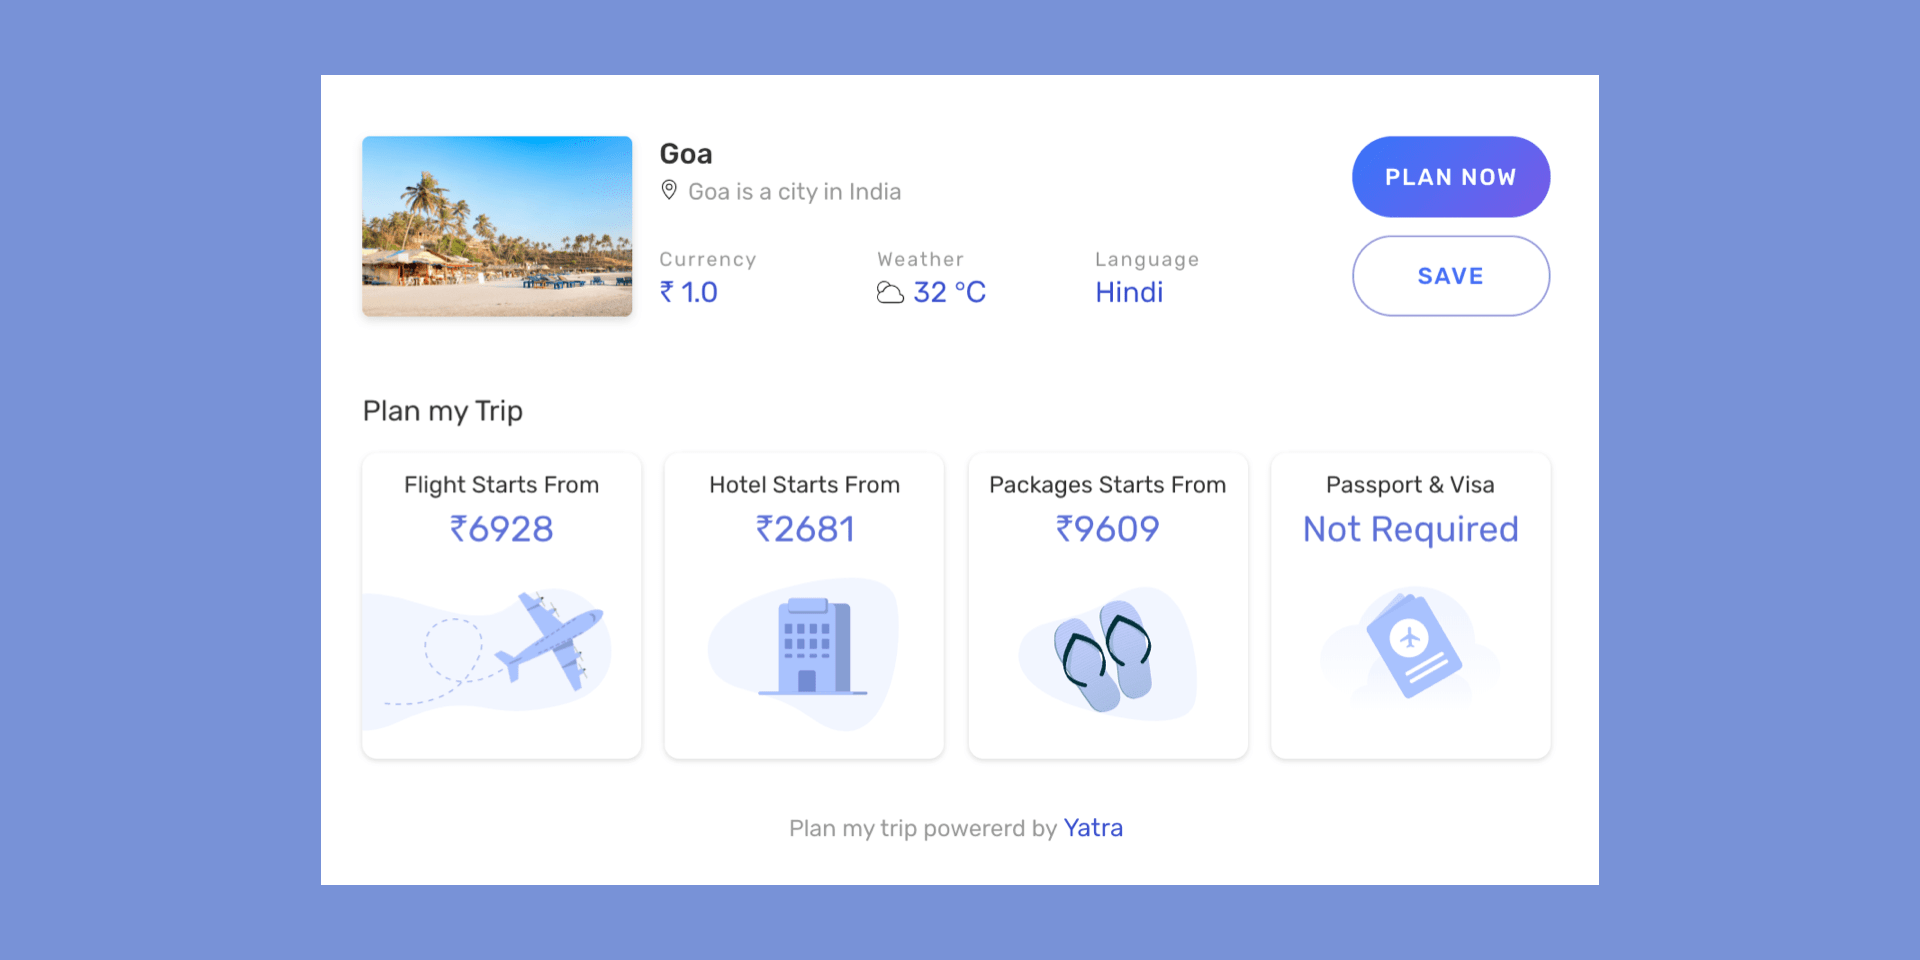 Goa
Goa is a city in India
PLAN NOW
Currency
₹ 1.0
Weather
32 °C
Language
Hindi
SAVE
Plan my Trip
Flight Starts From
₹6928
Hotel Starts From
₹2681
Packages Starts From
₹9609
Passport & Visa
Not Required
Plan my trip powererd by Yatra